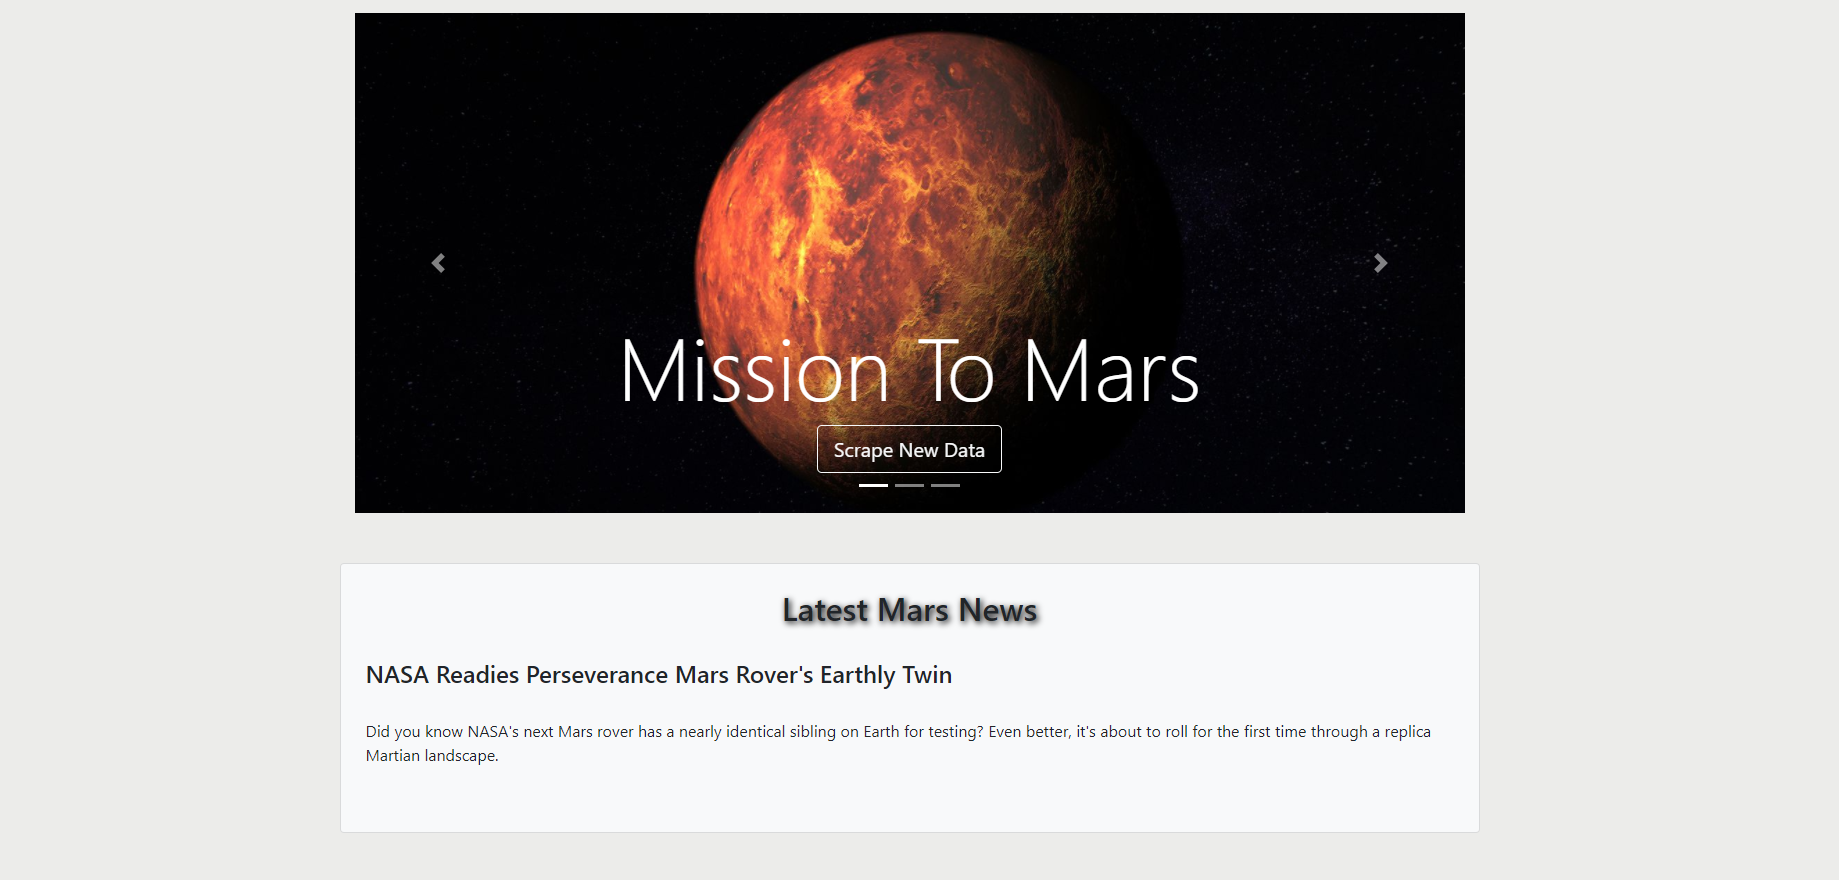 Mission To Mars
Scrape New Data
Latest Mars News
NASA Readies Perseverance Mars Rover's Earthly Twin
Did you know NASA's next Mars rover has a nearly identical sibling on Earth for testing? Even better, it's about to roll for the first time through a replica
Martian landscape.